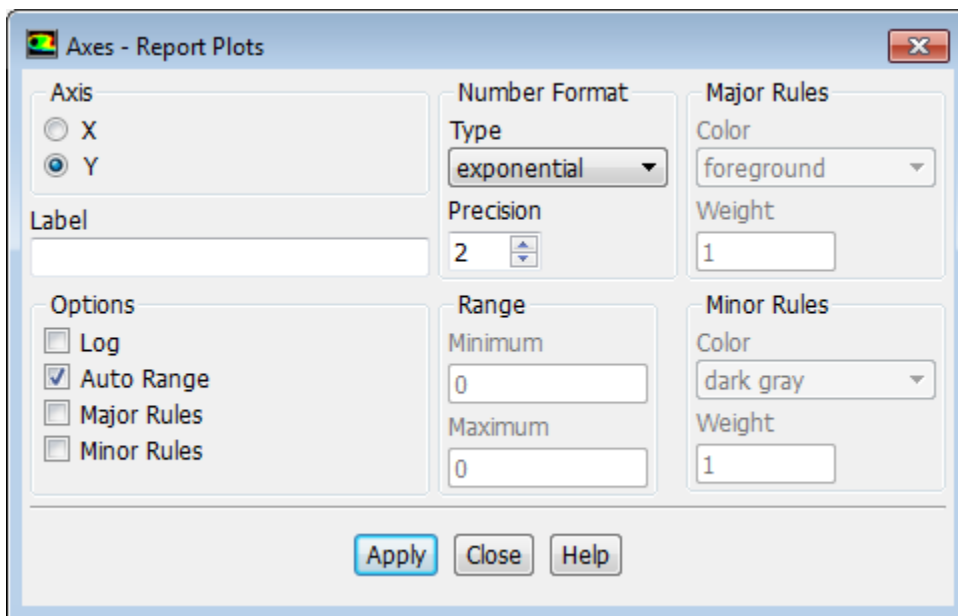 Axes - Report Plots
Axis
X
Y
Label
Number Format
Type
exponential
Precision
2
Major Rules
Color
foreground
Weight
1
Options
Log
Auto Range
Major Rules
Minor Rules
Range
Minimum
0
Maximum
0
Minor Rules
Color
dark gray
Weight
1
Apply
Close
Help